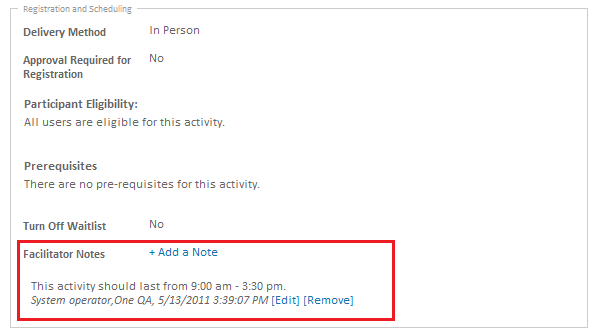 Registration and Scheduling
Delivery Method In Person
Approval Required for No
Registration
Participant Eligibility:
All users are eligible for this activity.
Prerequisites
There are no pre-requisites for this activity.
Turn Off Waitlist No
Facilitator Notes + Add a Note
This activity should last from 9:00 am - 3:30 pm.
System operator,One QA, 5/13/2011 3:39:07 PM [Edit] [Remove]